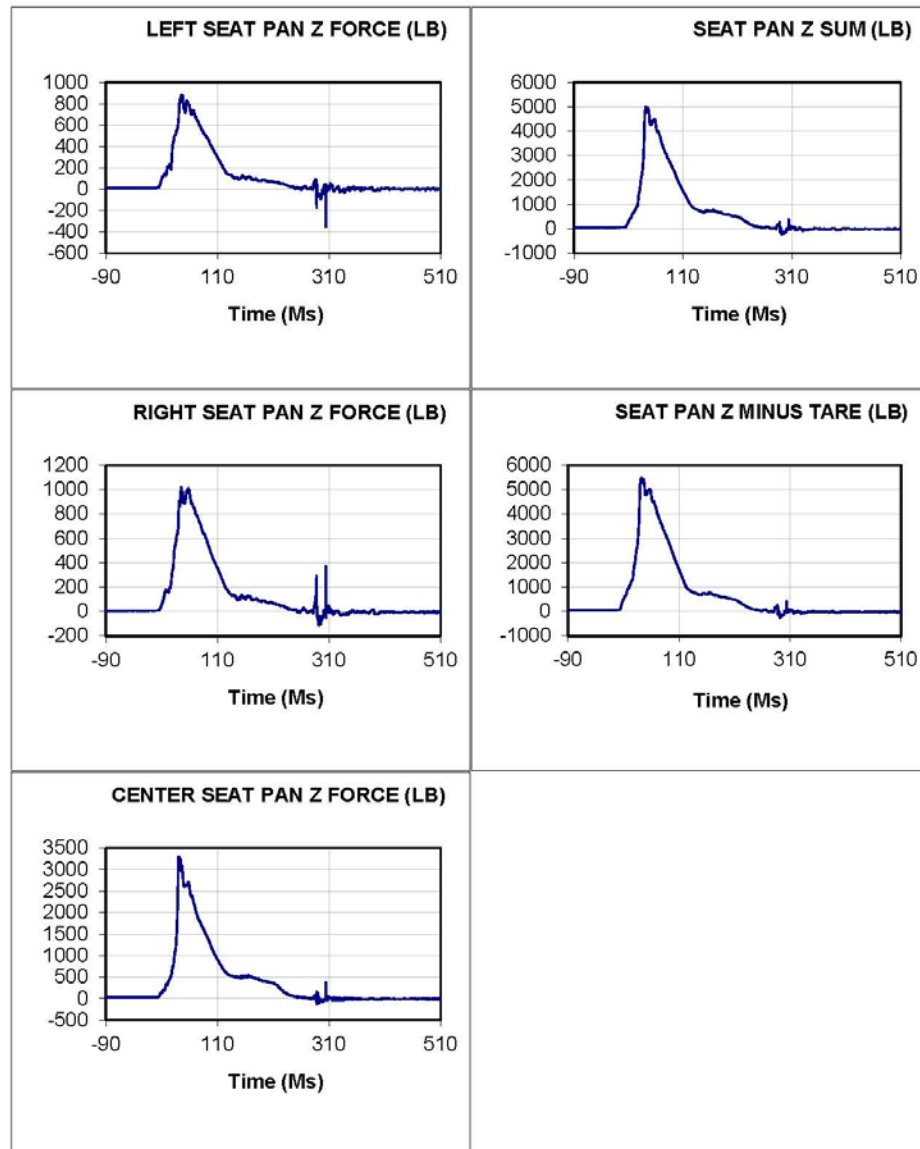 LEFT SEAT PAN Z FORCE (LB)
1000
800
600
400
200
0
-200
-400
-600
-90 110 310 510
Time (Ms)
SEAT PAN Z SUM (LB)
6000
5000
4000
3000
2000
1000
0
-1000
-90 110 310 510
Time (Ms)
RIGHT SEAT PAN Z FORCE (LB)
1200
1000
800
600
400
200
0
-200
-90 110 310 510
Time (Ms)
SEAT PAN Z MINUS TARE (LB)
6000
5000
4000
3000
2000
1000
0
-1000
-90 110 310 510
Time (Ms)
CENTER SEAT PAN Z FORCE (LB)
3500
3000
2500
2000
1500
1000
500
0
-500
-90 110 310 510
Time (Ms)